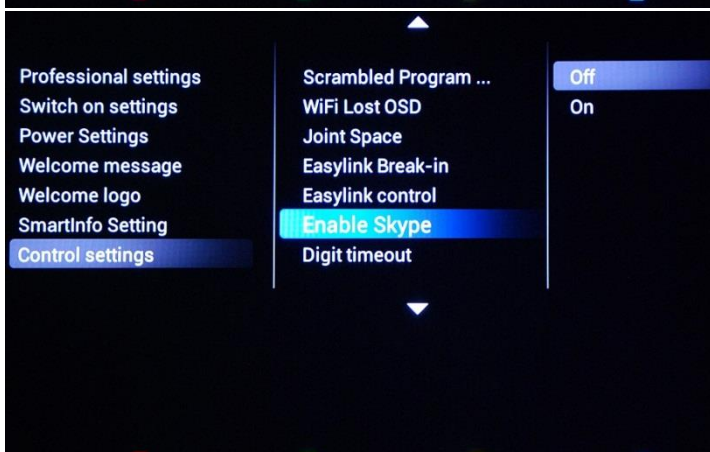 Professional settings
Switch on settings
Power Settings
Welcome message
Welcome logo
SmartInfo Setting
Control settings
Scrambled Program ...
WiFi Lost OSD
Joint Space
Easylink Break-in
Easylink control
Enable Skype
Digit timeout
Off
On